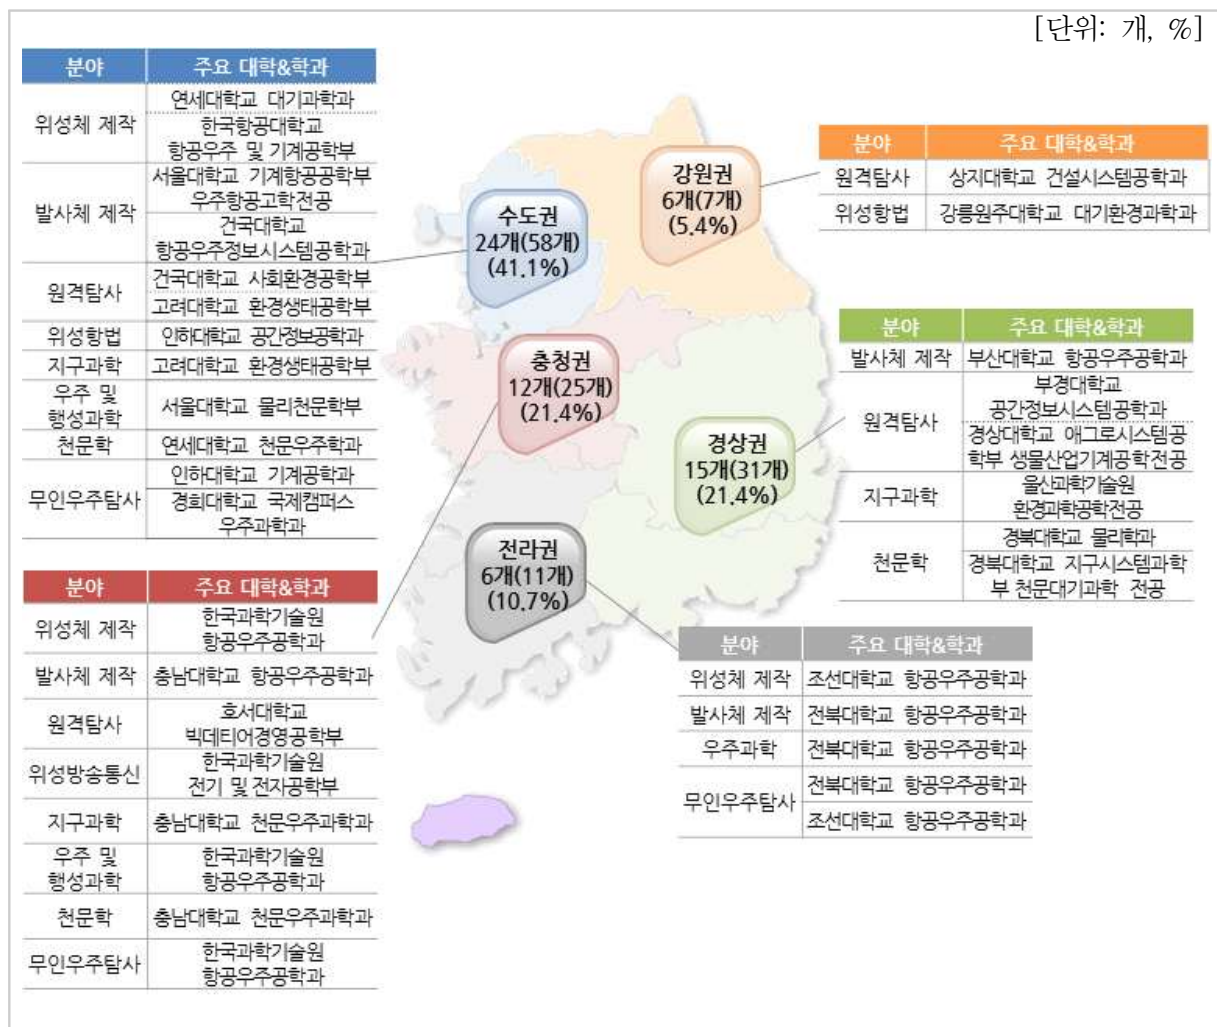 [단위: 개, %]
분야 주요 대학&학과
위성체 제작
연세대학교 대기과학과
한국항공대학교
항공우주 및 기계공학부
발사체 제작
서울대학교 기계항공공학부
우주항공고학전공
건국대학교
항공우주정보시스템공학과
원격탐사
건국대학교 사회환경공학부
고려대학교 환경생태공학부
위성항법 인하대학교 공간정보공학과
지구과학 고려대학교 환경생태공학부
우주 및
행성과학
서울대학교 물리천문학부
천문학 연세대학교 천문우주학과
무인우주탐사
인하대학교 기계공학과
경희대학교 국제캠퍼스
우주과학과
수도권
24개(58개)
(41.1%)
강원권
6개(7개)
(5.4%)
충청권
12개(25개)
(21.4%)
경상권
15개(31개)
(21.4%)
전라권
6개(11개)
(10.7%)
분야 주요 대학&학과
원격탐사 상지대학교 건설시스템공학과
위성항법 강릉원주대학교 대기환경과학과
분야 주요 대학&학과
발사체 제작 부산대학교 항공우주공학과
원격탐사
부경대학교
공간정보시스템공학과
경상대학교 애그로시스템공
학부 생물산업기계공학전공
지구과학
울산과학기술원
환경과학공학전공
천문학
경북대학교 물리학과
경북대학교 지구시스템과학
부 천문대기과학 전공
분야 주요 대학&학과
위성체 제작
한국과학기술원
항공우주공학과
발사체 제작 충남대학교 항공우주공학과
원격탐사
호서대학교
빅데티어경영공학부
위성방송통신
한국과학기술원
전기 및 전자공학부
지구과학 충남대학교 천문우주과학과
우주 및
행성과학
한국과학기술원
항공우주공학과
천문학 충남대학교 천문우주과학과
무인우주탐사
한국과학기술원
항공우주공학과
분야 주요 대학&학과
위성체 제작 조선대학교 항공우주공학과
발사체 제작 전북대학교 항공우주공학과
우주과학 전북대학교 항공우주공학과
무인우주탐사
전북대학교 항공우주공학과
조선대학교 항공우주공학과